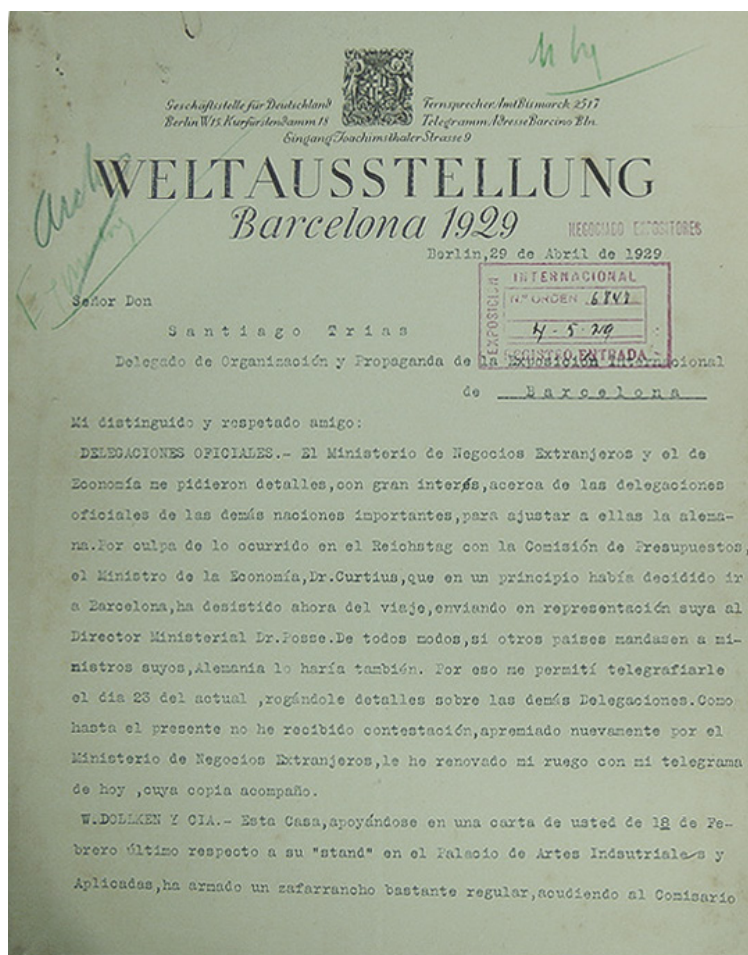 Geschäftsstelle für Deutschland
Berlin W15. Kurfürstendamm 18
Fernsprecher: Amt Bismarck 2517
Telegramm-Adresse Barcino Bln.
Eingang Joachimsthaler Strasse 9
WELTAUSSTELLUNG
Barcelona 1929
NEGOCIADO EXPOSITORES
Berlin,29 de Abril de 1929
EXPOSICION
INTERNACIONAL
Nº ORDEN 6848
4-5-29
REGISTRO ENTRADA
Señor Don
Santiago Trias
Delegado de Organización y Propaganda de la Exposición Internacional
de Barcelona
Mi distinguido y respetado amigo:
DELEGACIONES OFICIALES.- El Ministerio de Negocios Extranjeros y el de
Economía me pidieron detalles,con gran interés,acerca de las delegaciones
oficiales de las demás naciones importantes,para ajustar a ellas la alema-
na.Por culpa de lo ocurrido en el Reichstag con la Comisión de Presupuestos,
el Ministro de la Economía,Dr.Curtius,que en un principio había decidido ir
a Barcelona,ha desistido ahora del viaje,enviando en representación suya al
Director Ministerial Dr.Posse.De todos modos,si otros paises mandasen a mi-
nistros suyos,Alemania lo haría también. Por eso me permití telegrafiarle
el dia 23 del actual ,rogándole detalles sobre las demás Delegaciones.Como
hasta el presente no he recibido contestación,apremiado nuevamente por el
Ministerio de Negocios Extranjeros,le he renovado mi ruego con mi telegrama
de hoy ,cuya copia acompaño.
W.DOLLKEN Y CIA.- Esta Casa,apoyándose en una carta de usted de 18 de Fe-
brero último respecto a su "stand" en el Palacio de Artes Indsutriales y
Aplicadas,ha armado un zafarrancho bastante regular,acudiendo al Comisario